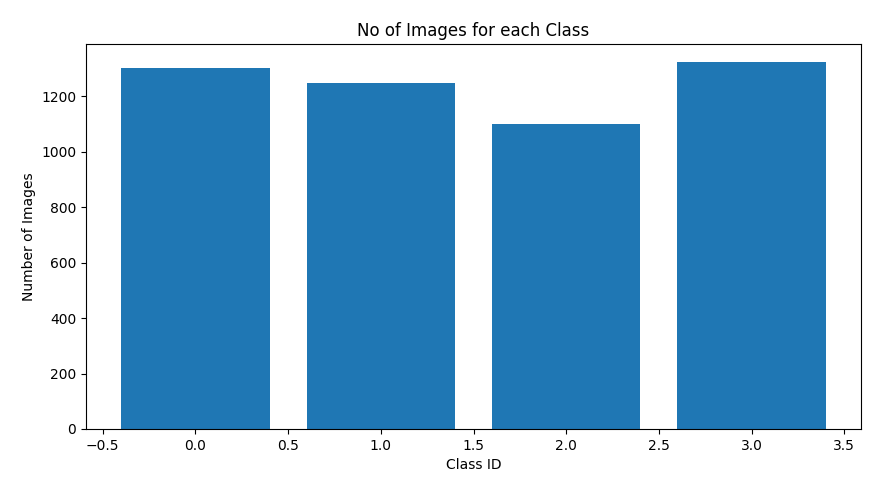 No of Images for each Class
1200
1000
800
600
400
200
0
Number of Images
−0.5 0.0 0.5 1.0 1.5 2.0 2.5 3.0 3.5
Class ID